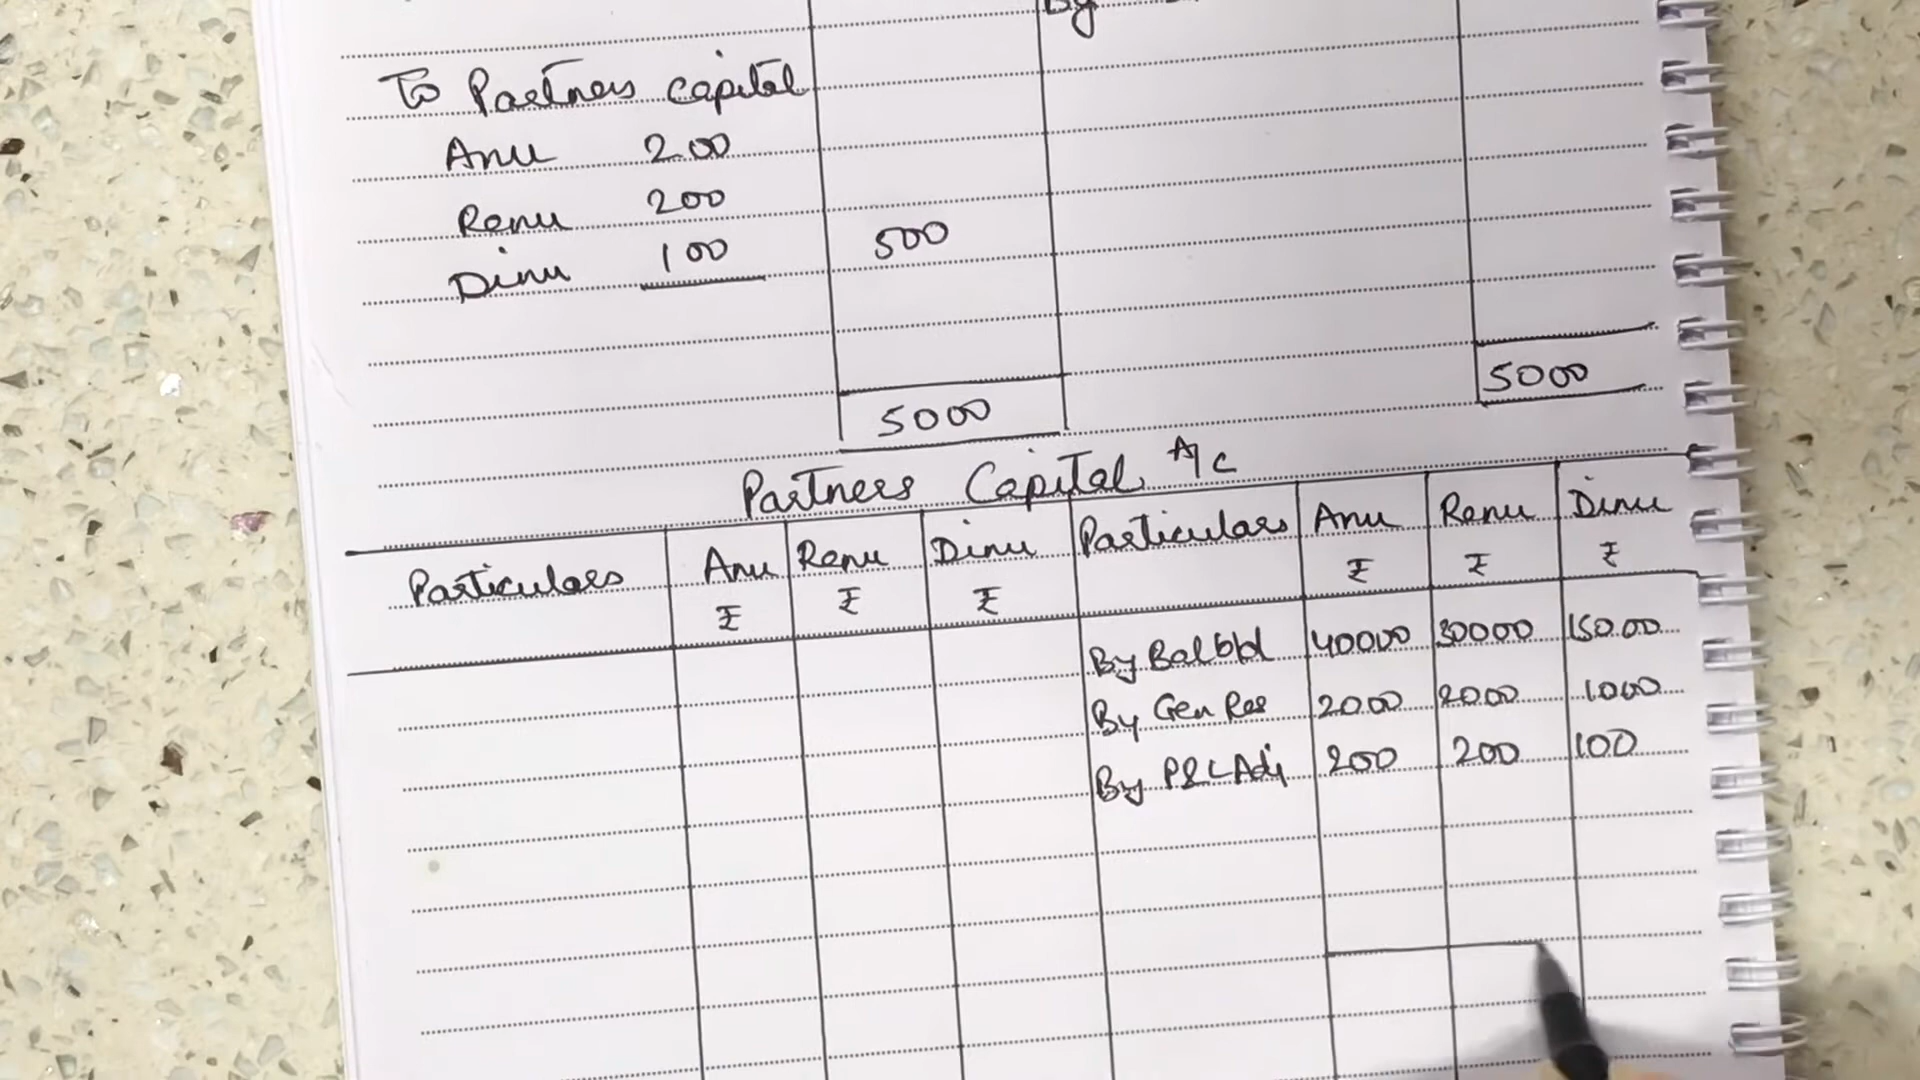 By
To Partners capital
Anu 200
Renu 200
Dinu 100 500
5000 5000
Partners Capital A/c
Particulars Anu Renu Dinu Particulars Anu Renu Dinu
₹ ₹ ₹ ₹ ₹ ₹
By Bal b/d 40000 30000 15000
By Gen Res 2000 2000 1000
By P&L Adj 200 200 100